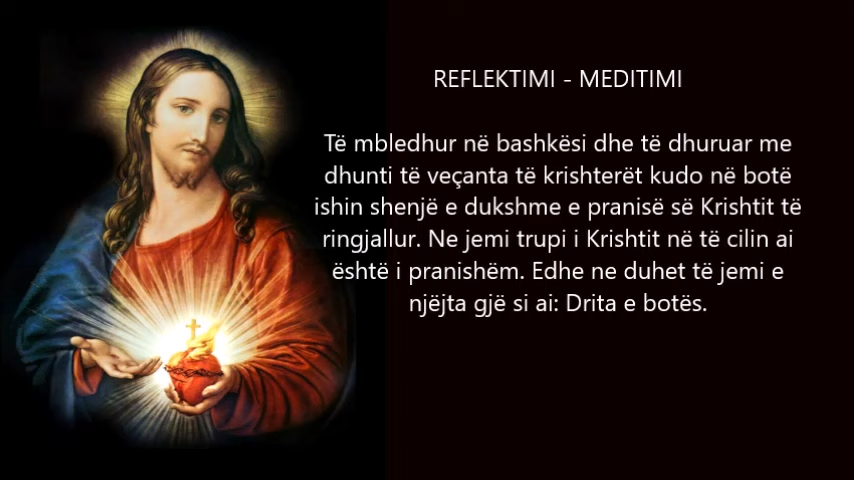 REFLEKTIMI - MEDITIMI
Të mbledhur në bashkësi dhe të dhuruar me
dhunti të veçanta të krishterët kudo në botë
ishin shenjë e dukshme e pranisë së Krishtit të
ringjallur. Ne jemi trupi i Krishtit në të cilin ai
është i pranishëm. Edhe ne duhet të jemi e
njëjta gjë si ai: Drita e botës.